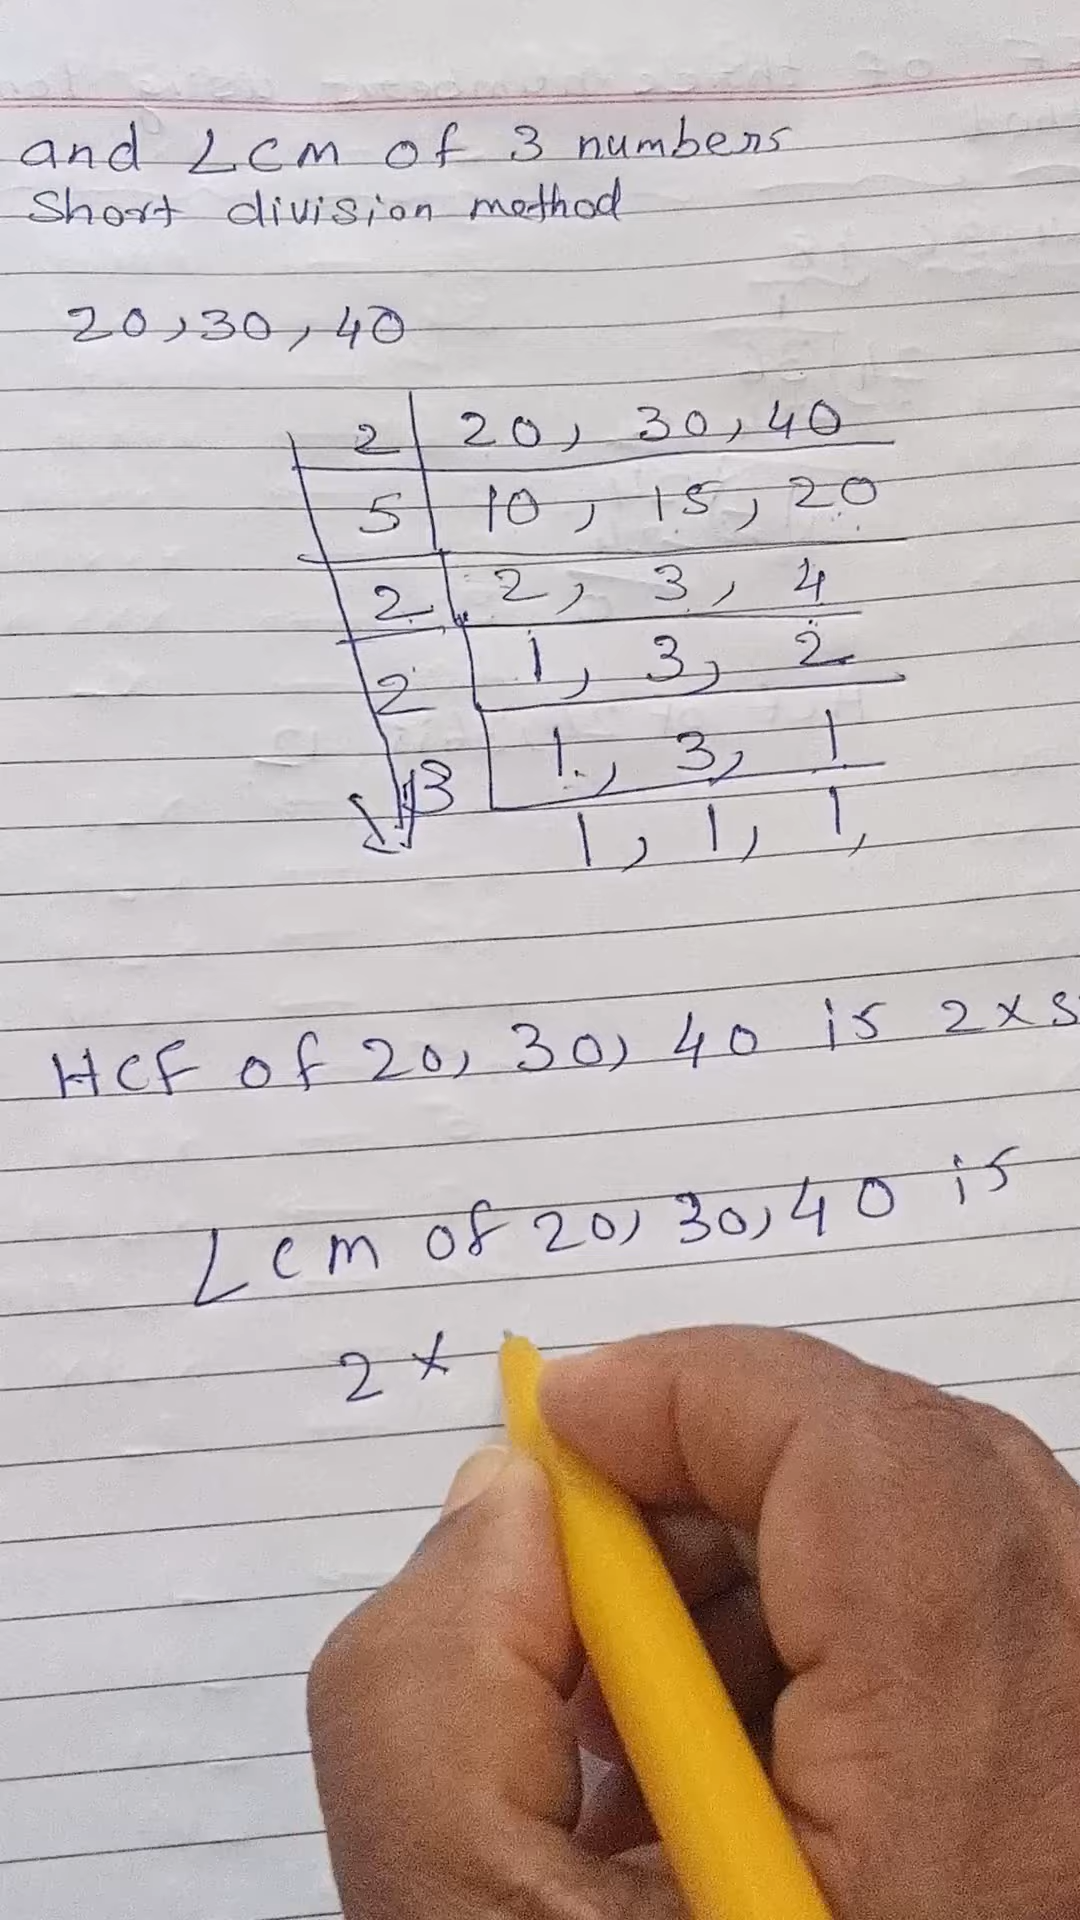 and LCM of 3 numbers
Short division method
20, 30, 40
2 20, 30, 40
5 10, 15, 20
2 2, 3, 4
2 1, 3, 2
3 1, 3, 1
1, 1, 1,
HCF of 20, 30, 40 is 2 x 5
Lcm of 20, 30, 40 is
2 x